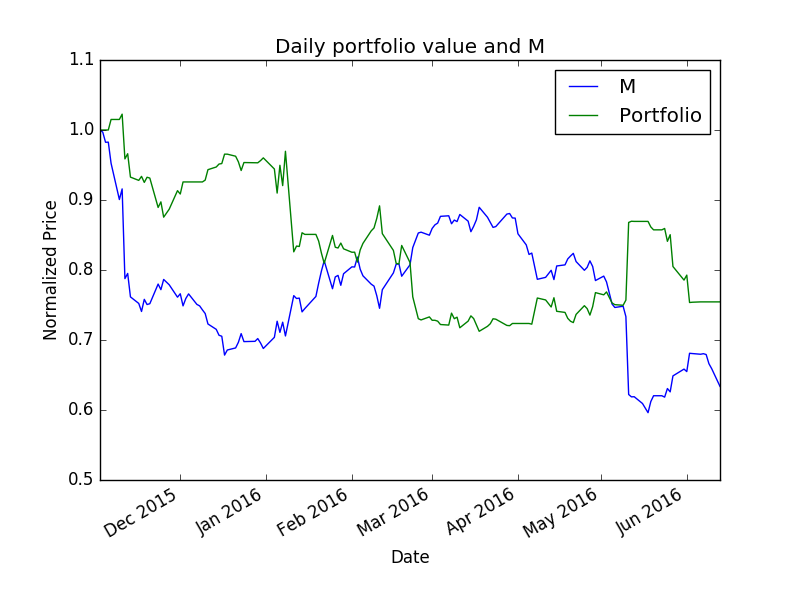 Daily portfolio value and M
1.1
1.0
0.9
0.8
0.7
0.6
0.5
Normalized Price
M
Portfolio
Dec 2015
Jan 2016
Feb 2016
Mar 2016
Apr 2016
May 2016
Jun 2016
Date